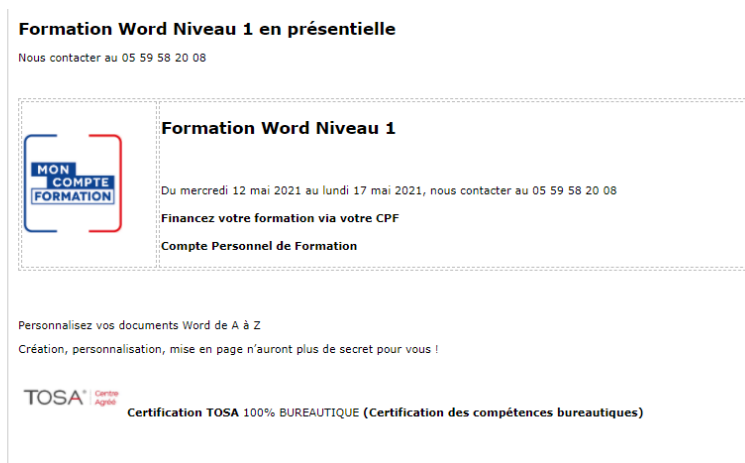 Formation Word Niveau 1 en présentielle
Nous contacter au 05 59 58 20 08
MON
COMPTE
FORMATION
Formation Word Niveau 1
Du mercredi 12 mai 2021 au lundi 17 mai 2021, nous contacter au 05 59 58 20 08
Financez votre formation via votre CPF
Compte Personnel de Formation
Personnalisez vos documents Word de A à Z
Création, personnalisation, mise en page n’auront plus de secret pour vous !
TOSA® Centre
Agréé
Certification TOSA 100% BUREAUTIQUE (Certification des compétences bureautiques)